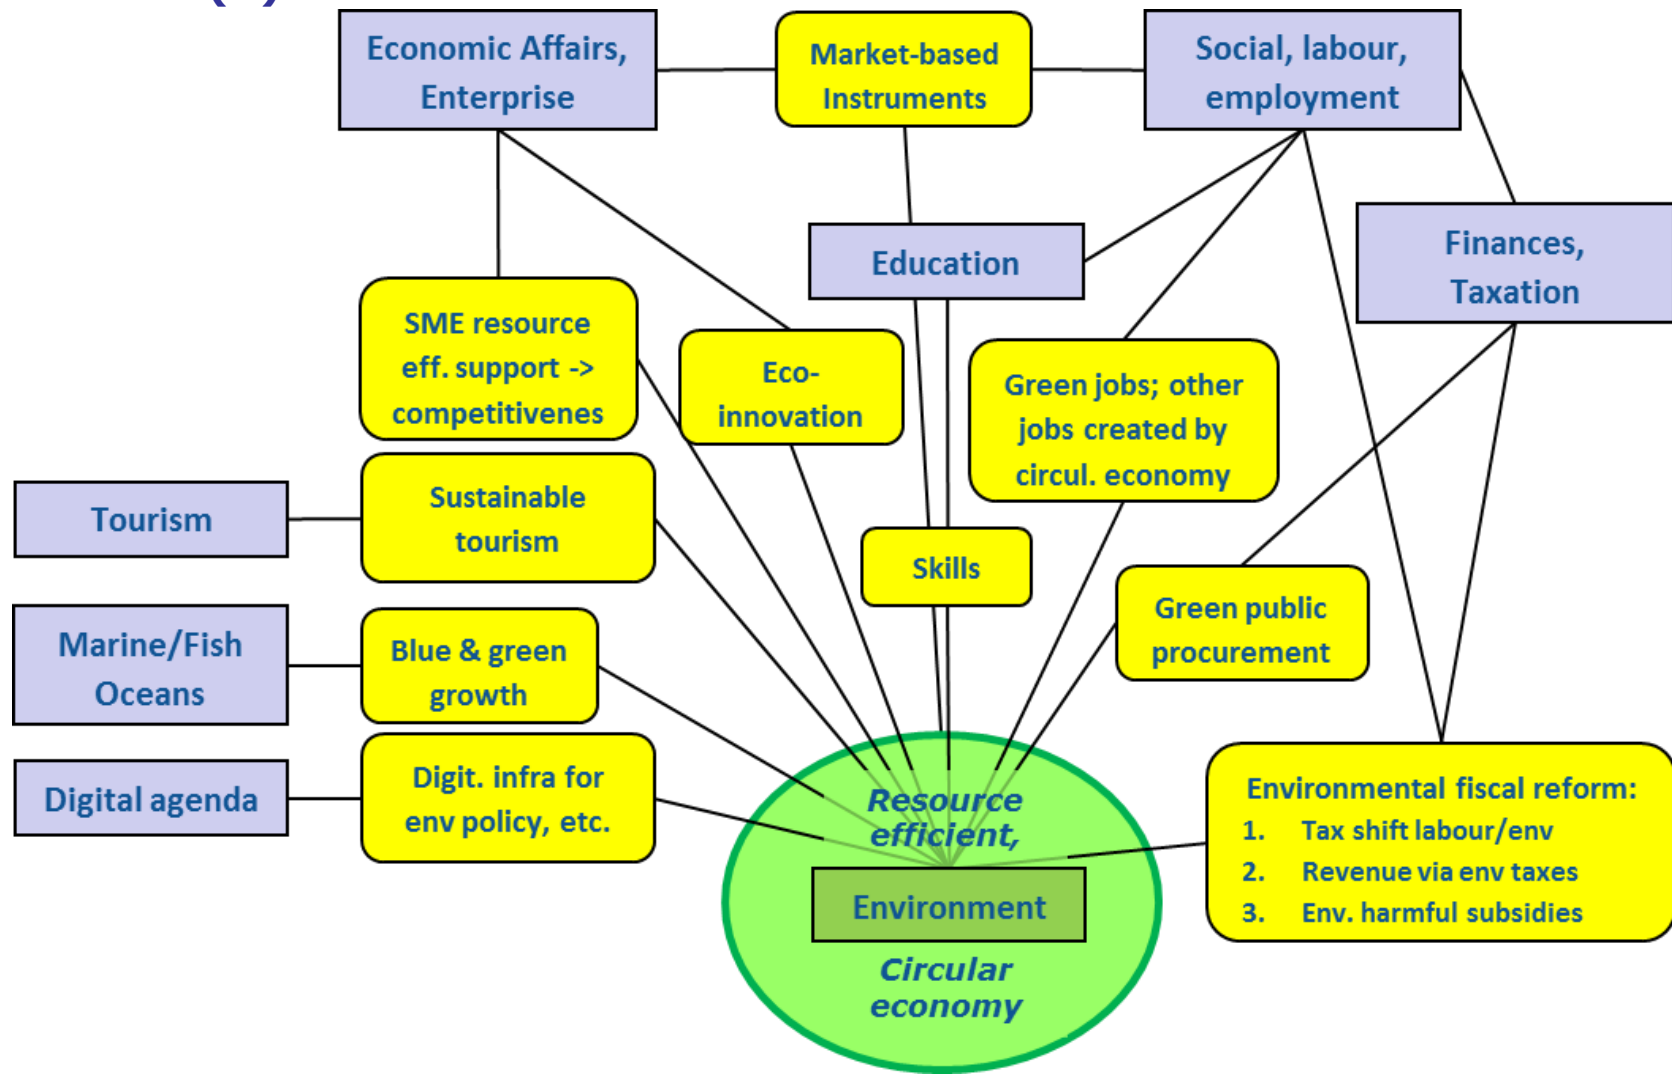 Economic Affairs,
Enterprise
Market-based
Instruments
Social, labour,
employment
Education
Finances,
Taxation
SME resource
eff. support ->
competitivenes
Eco-
innovation
Green jobs; other
jobs created by
circul. economy
Tourism
Sustainable
tourism
Skills
Green public
procurement
Marine/Fish
Oceans
Blue & green
growth
Digital agenda
Digit. infra for
env policy, etc.
Resource
efficient,
Environment
Circular
economy
Environmental fiscal reform:
1. Tax shift labour/env
2. Revenue via env taxes
3. Env. harmful subsidies